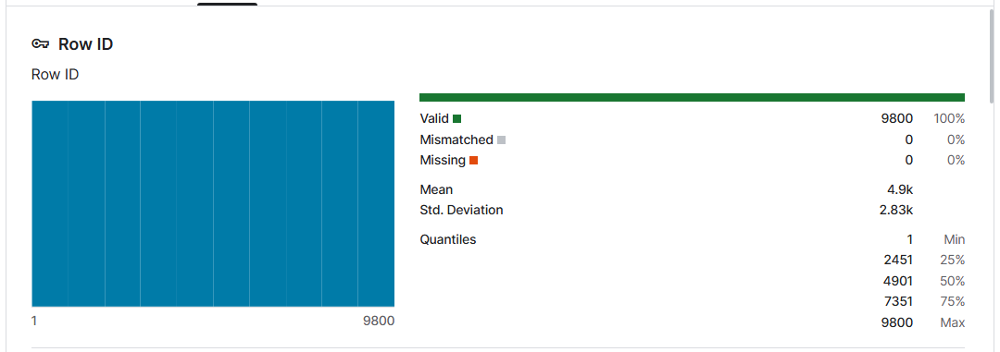 Row ID
Row ID
1 9800
Valid 9800 100%
Mismatched 0 0%
Missing 0 0%
Mean 4.9k
Std. Deviation 2.83k
Quantiles 1 Min
2451 25%
4901 50%
7351 75%
9800 Max